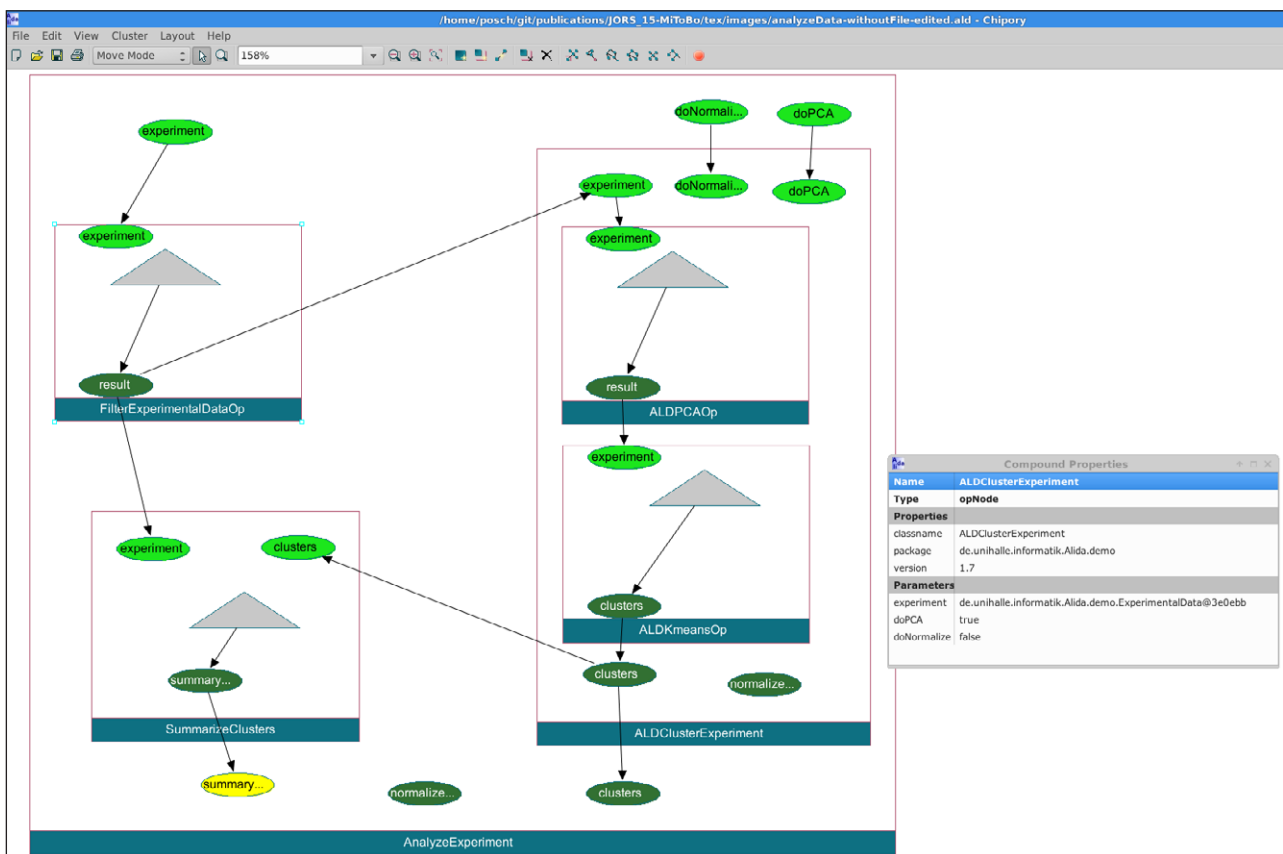 /home/posch/git/publications/JORS_15-MiToBo/tex/images/analyzeData-withoutFile-edited.ald - Chipory
File Edit View Cluster Layout Help
Move Mode 158%
experiment
doNormali...
doPCA
experiment
doNormali...
doPCA
experiment
experiment
result
result
FilterExperimentalDataOp
ALDPCAOp
experiment
experiment
clusters
clusters
ALDKmeansOp
summary...
clusters
normalize...
SummarizeClusters
ALDClusterExperiment
summary...
normalize...
clusters
AnalyzeExperiment
Compound Properties
Name ALDClusterExperiment
Type opNode
Properties
classname ALDClusterExperiment
package de.unihalle.informatik.Alida.demo
version 1.7
Parameters
experiment de.unihalle.informatik.Alida.demo.ExperimentalData@3e0ebb
doPCA true
doNormalize false